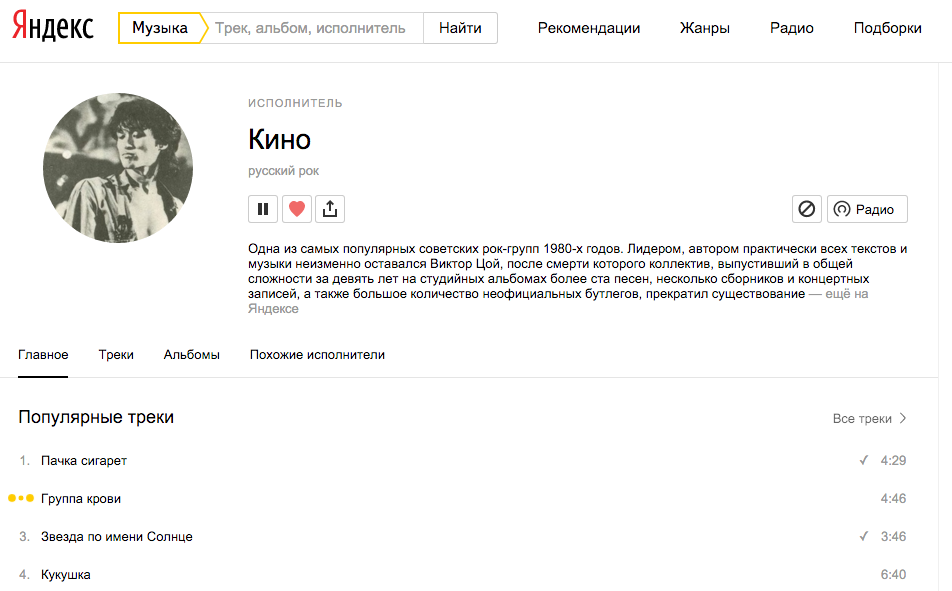 Яндекс Музыка Трек, альбом, исполнитель Найти Рекомендации Жанры Радио Подборки
ИСПОЛНИТЕЛЬ
Кино
русский рок
Радио
Одна из самых популярных советских рок-групп 1980-х годов. Лидером, автором практически всех текстов и
музыки неизменно оставался Виктор Цой, после смерти которого коллектив, выпустивший в общей
сложности за девять лет на студийных альбомах более ста песен, несколько сборников и концертных
записей, а также большое количество неофициальных бутлегов, прекратил существование — ещё на
Яндексе
Главное Треки Альбомы Похожие исполнители
Популярные треки Все треки
1. Пачка сигарет 4:29
Группа крови 4:46
3. Звезда по имени Солнце 3:46
4. Кукушка 6:40